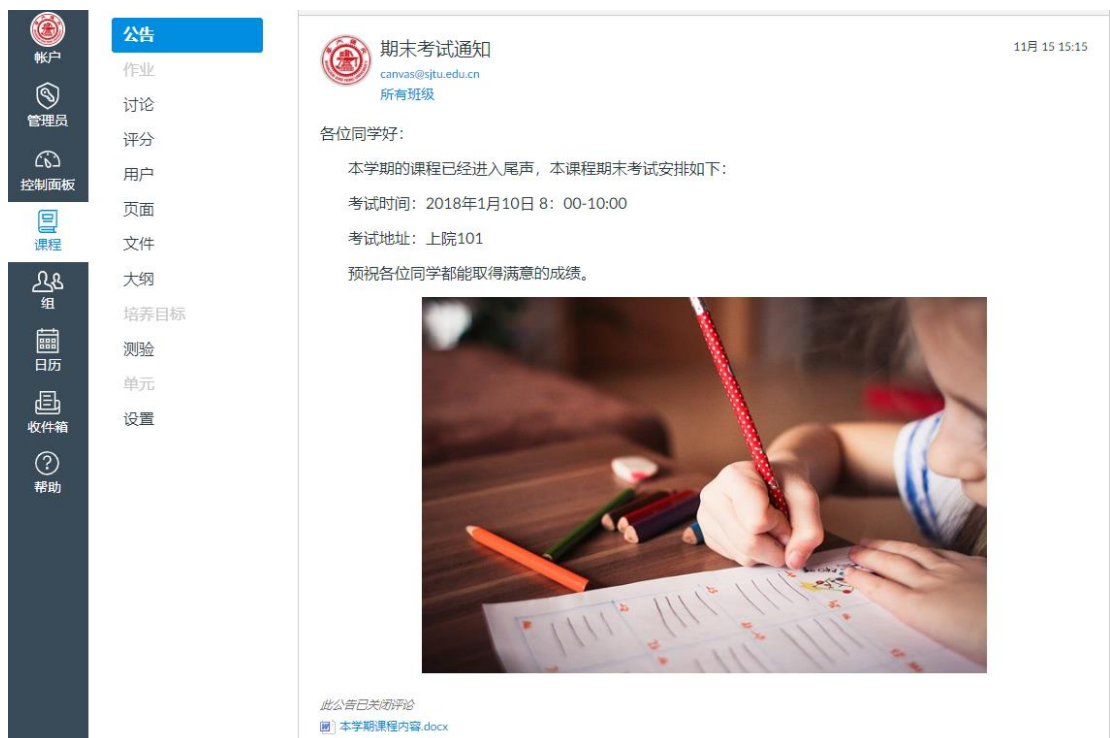 帐户
管理员
控制面板
课程
组
日历
收件箱
帮助
公告
作业
讨论
评分
用户
页面
文件
大纲
培养目标
测验
单元
设置
期末考试通知
11月 15 15:15
canvas@sjtu.edu.cn
所有班级
各位同学好：
本学期的课程已经进入尾声，本课程期末考试安排如下：
考试时间：2018年1月10日 8：00-10:00
考试地址：上院101
预祝各位同学都能取得满意的成绩。
此公告已关闭评论
本学期课程内容.docx